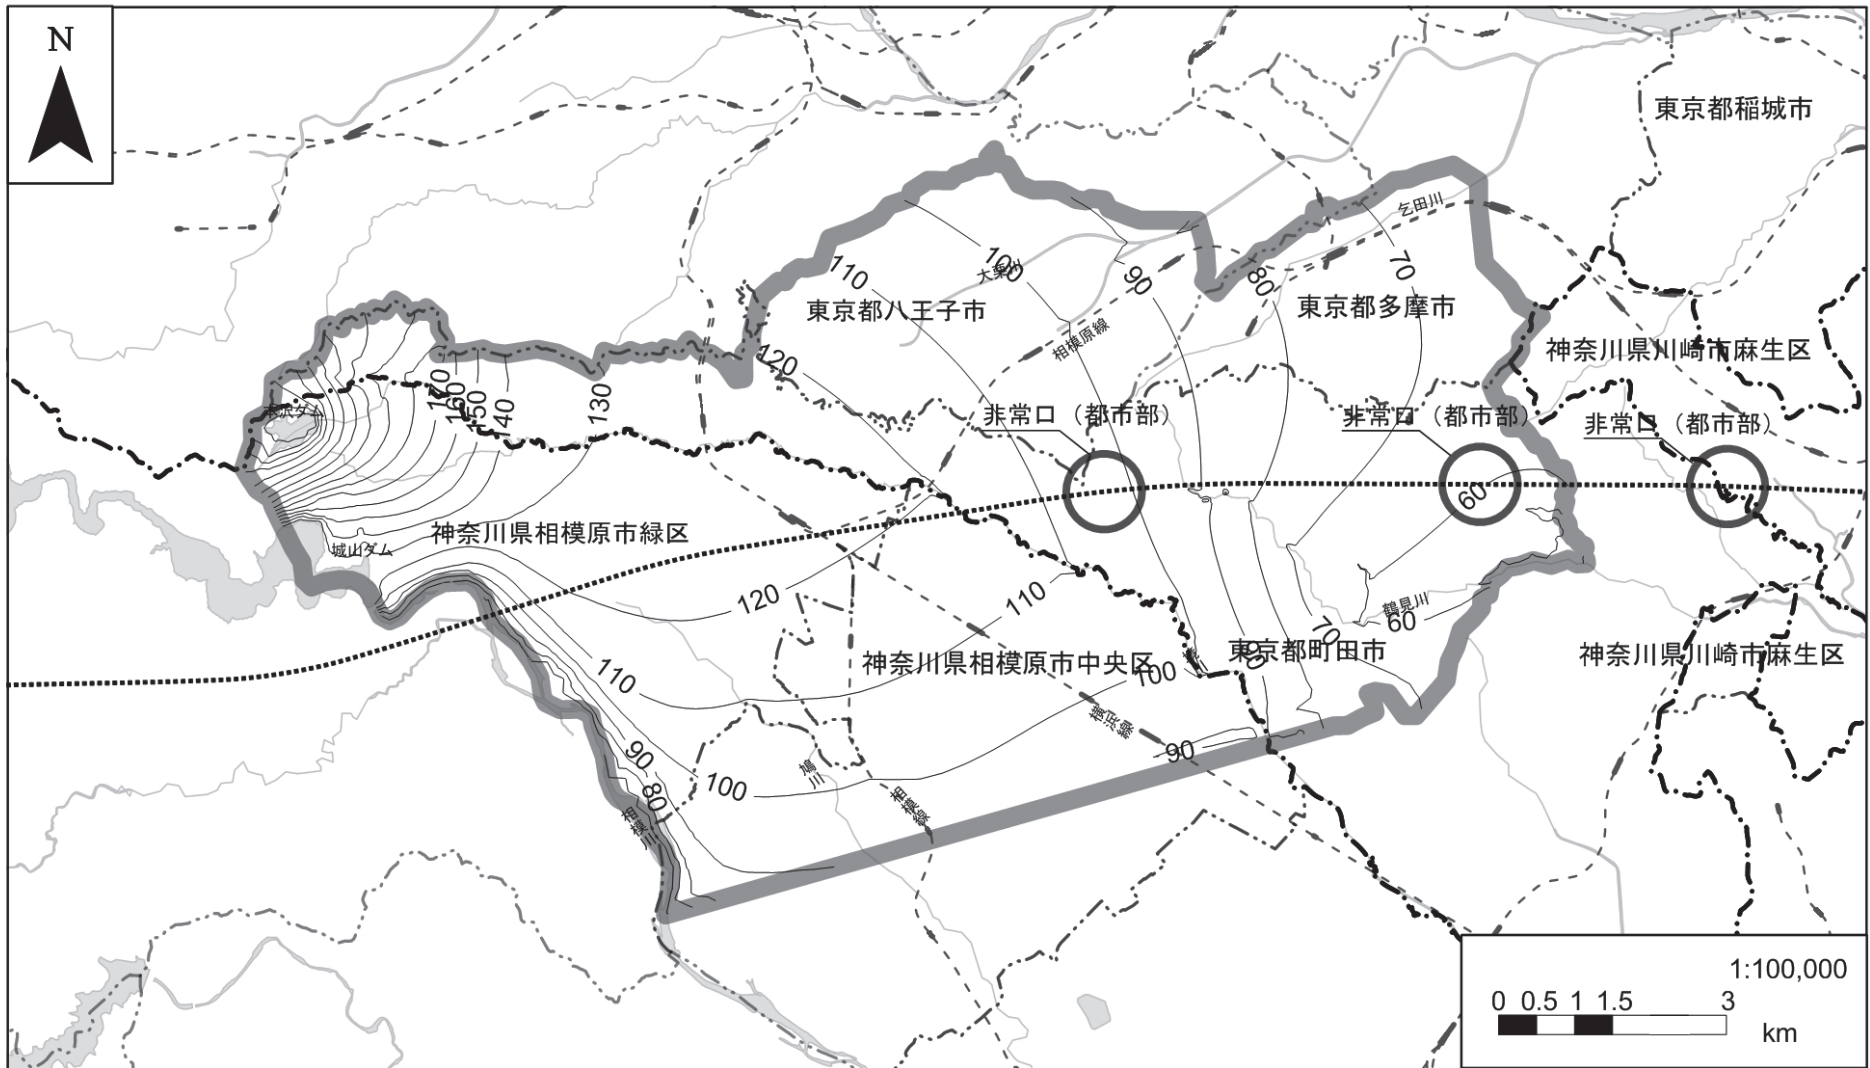 N
東京都稲城市
乞田川
70
100
大栗川
90
80
110
東京都八王子市
東京都多摩市
相模原線
神奈川県川崎市麻生区
120
170
160
150
140
130
非常口（都市部）
非常口（都市部）
非常口（都市部）
60
神奈川県相模原市緑区
城山ダム
120
110
鶴見川
60
70
東京都町田市
神奈川県相模原市中央区
神奈川県川崎市麻生区
100
110
横浜線
90
90
鳩川
100
相模線
80
相模川
1:100,000
0 0.5 1 1.5 3
km